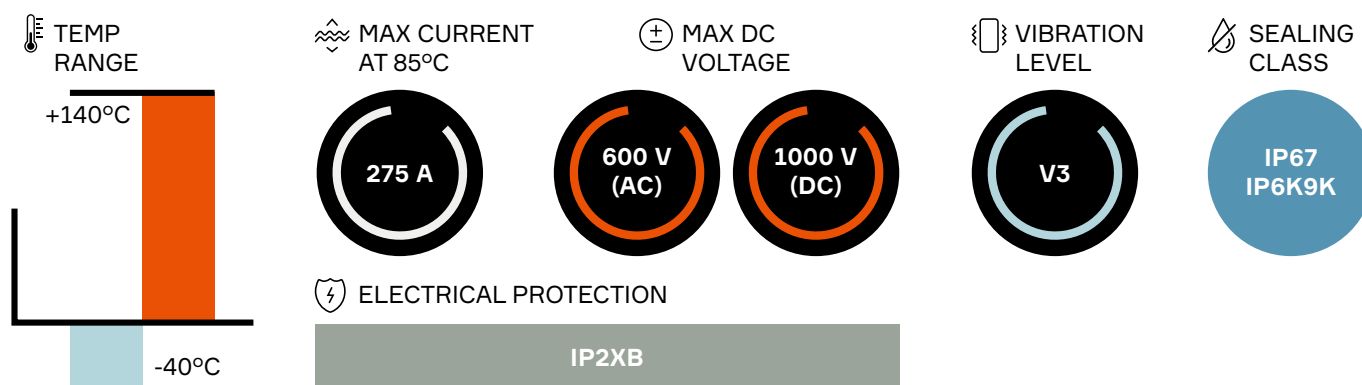 TEMP
RANGE
+140°C
-40°C
MAX CURRENT
AT 85°C
275 A
MAX DC
VOLTAGE
600 V
(AC)
1000 V
(DC)
VIBRATION
LEVEL
V3
SEALING
CLASS
IP67
IP6K9K
ELECTRICAL PROTECTION
IP2XB